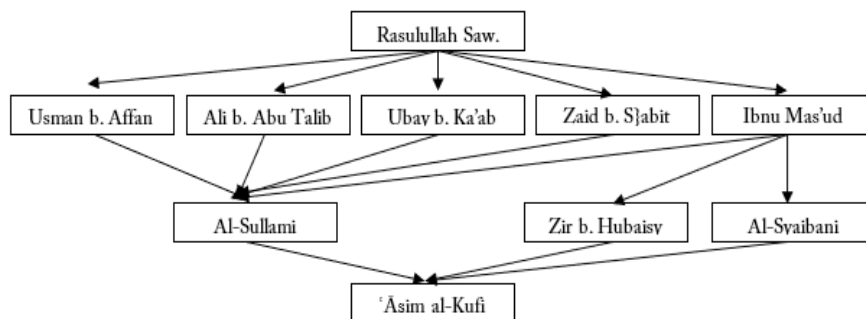 Rasulullah Saw.
Usman b. Affan
Ali b. Abu Talib
Ubay b. Ka'ab
Zaid b. S}abit
Ibnu Mas'ud
Al-Sullami
Zir b. Hubaisy
Al-Syaibani
‘Āsim al-Kufi